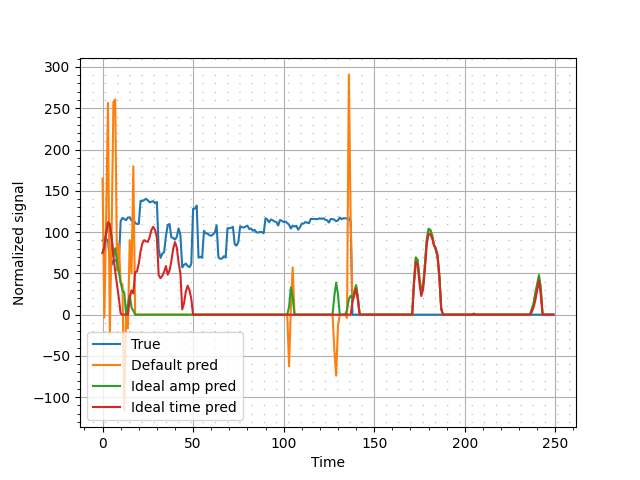 300
250
200
150
100
50
0
−50
−100
Normalized signal
True
Default pred
Ideal amp pred
Ideal time pred
0 50 100 150 200 250
Time